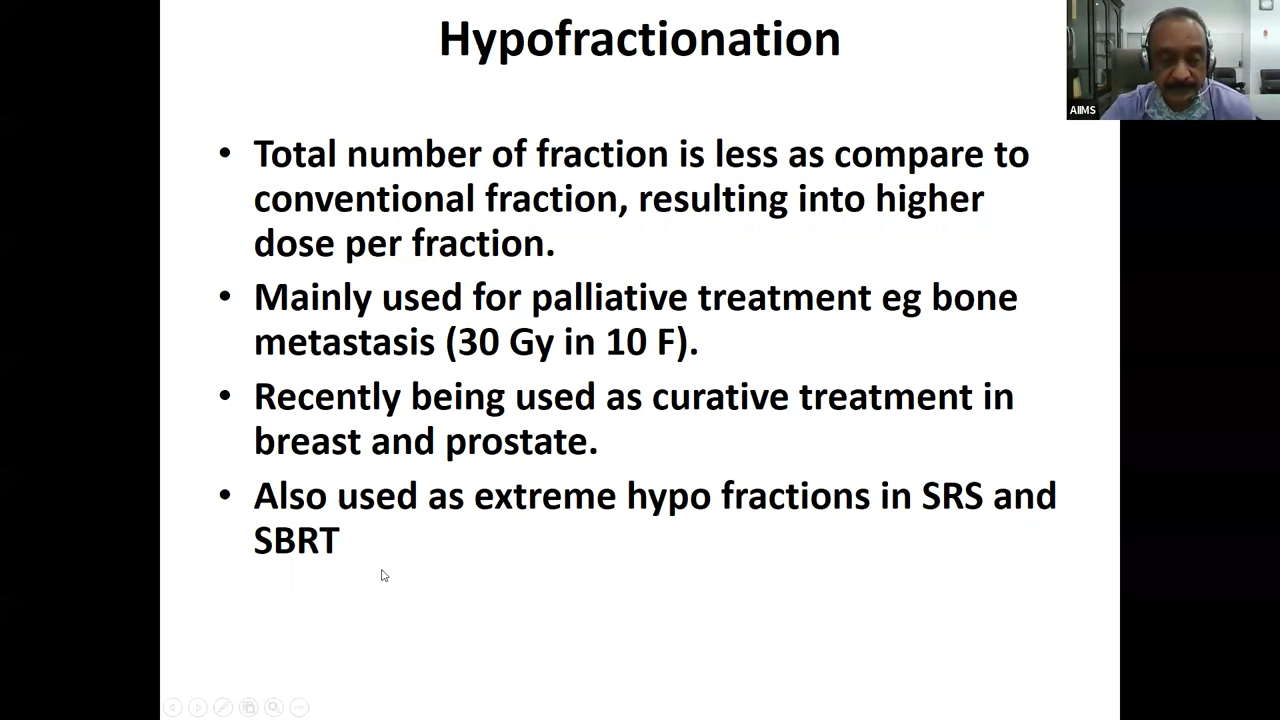 Hypofractionation
AIIMS
• Total number of fraction is less as compare to
conventional fraction, resulting into higher
dose per fraction.
• Mainly used for palliative treatment eg bone
metastasis (30 Gy in 10 F).
• Recently being used as curative treatment in
breast and prostate.
• Also used as extreme hypo fractions in SRS and
SBRT